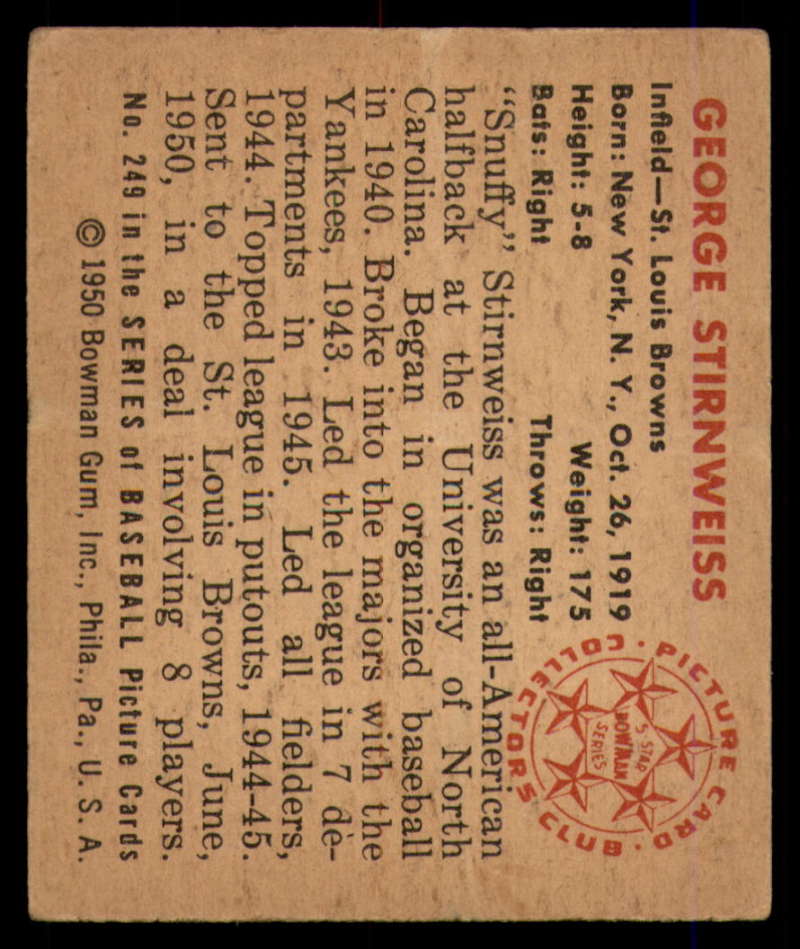 GEORGE STIRNWEISS
Infield—St. Louis Browns
Born: New York, N. Y., Oct. 26, 1919
Height: 5-8 Weight: 175
Bats: Right Throws: Right
“Snuffy” Stirnweiss was an all-American
halfback at the University of North
Carolina. Began in organized baseball
in 1940. Broke into the majors with the
Yankees, 1943. Led the league in 7 de-
partments in 1945. Led all fielders,
1944. Topped league in putouts, 1944-45.
Sent to the St. Louis Browns, June,
1950, in a deal involving 8 players.
No. 249 in the SERIES of BASEBALL Picture Cards
© 1950 Bowman Gum, Inc., Phila., Pa., U. S. A.
PICTURE CARD · COLLECTORS CLUB ·
5-STAR
BOWMAN
SERIES